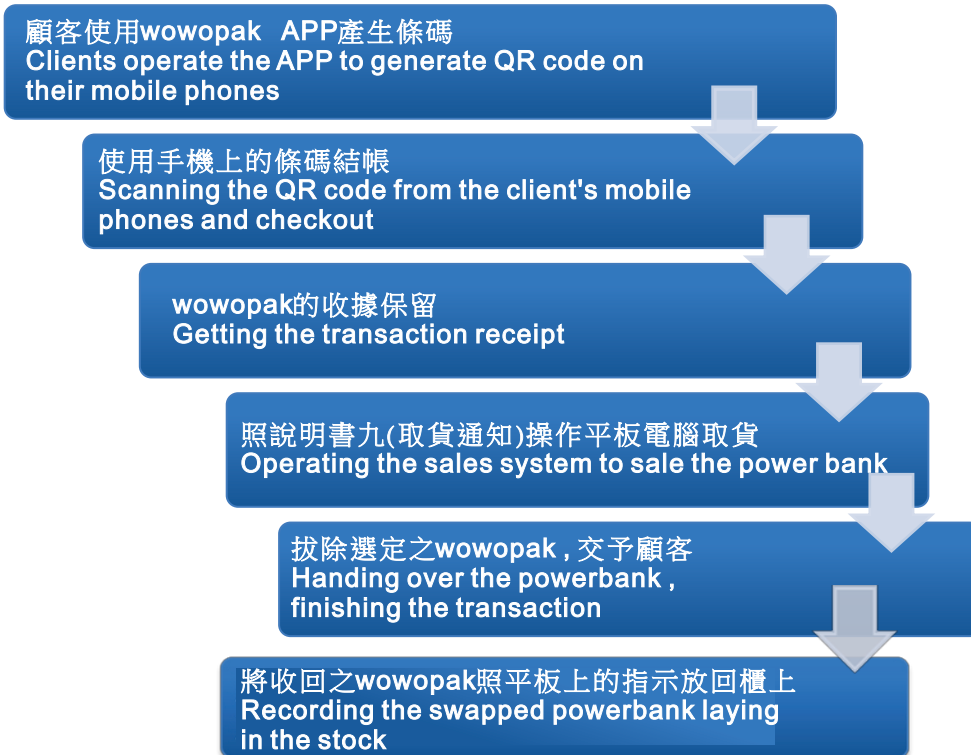 顧客使用wowopak APP產生條碼
Clients operate the APP to generate QR code on
their mobile phones
使用手機上的條碼結帳
Scanning the QR code from the client's mobile
phones and checkout
wowopak的收據保留
Getting the transaction receipt
照說明書九(取貨通知)操作平板電腦取貨
Operating the sales system to sale the power bank
拔除選定之wowopak , 交予顧客
Handing over the powerbank ,
finishing the transaction
將收回之wowopak照平板上的指示放回櫃上
Recording the swapped powerbank laying
in the stock